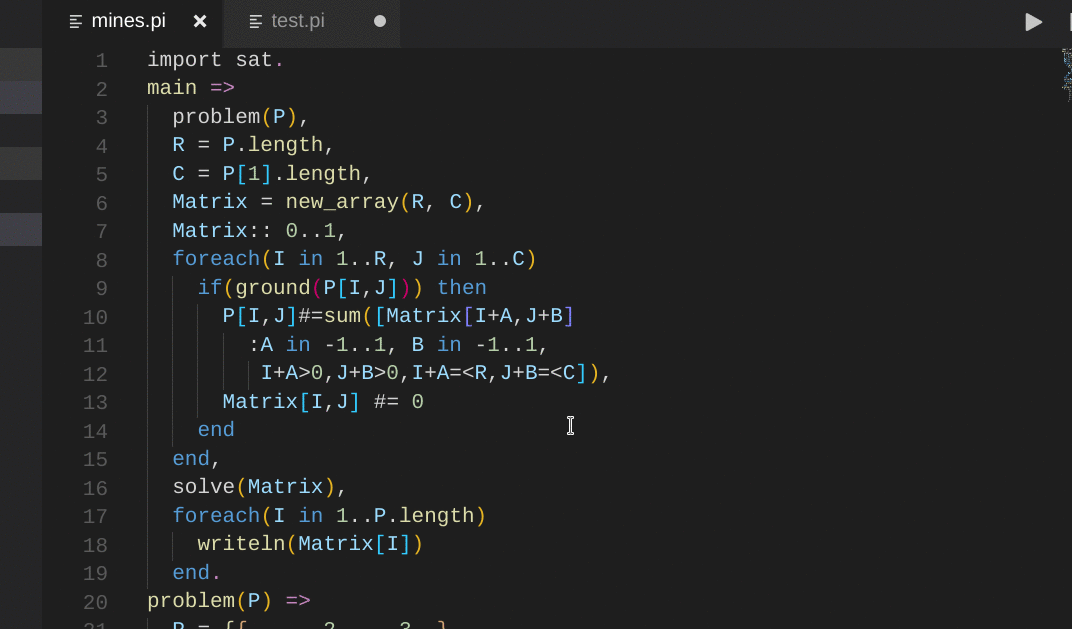 mines.pi test.pi
1 import sat.
2 main =>
3 problem(P),
4 R = P.length,
5 C = P[1].length,
6 Matrix = new_array(R, C),
7 Matrix:: 0..1,
8 foreach(I in 1..R, J in 1..C)
9 if(ground(P[I,J])) then
10 P[I,J]#=sum([Matrix[I+A,J+B]
11 :A in -1..1, B in -1..1,
12 I+A>0,J+B>0,I+A=<R,J+B=<C]),
13 Matrix[I,J] #= 0
14 end
15 end,
16 solve(Matrix),
17 foreach(I in 1..P.length)
18 writeln(Matrix[I])
19 end.
20 problem(P) =>